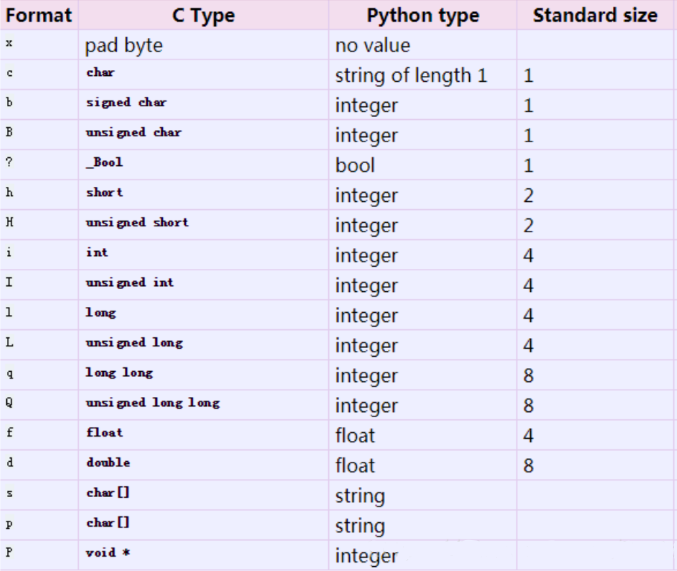 Format C Type Python type Standard size
x pad byte no value
c char string of length 1 1
b signed char integer 1
B unsigned char integer 1
? _Bool bool 1
h short integer 2
H unsigned short integer 2
i int integer 4
I unsigned int integer 4
l long integer 4
L unsigned long integer 4
q long long integer 8
Q unsigned long long integer 8
f float float 4
d double float 8
s char[] string
p char[] string
P void * integer